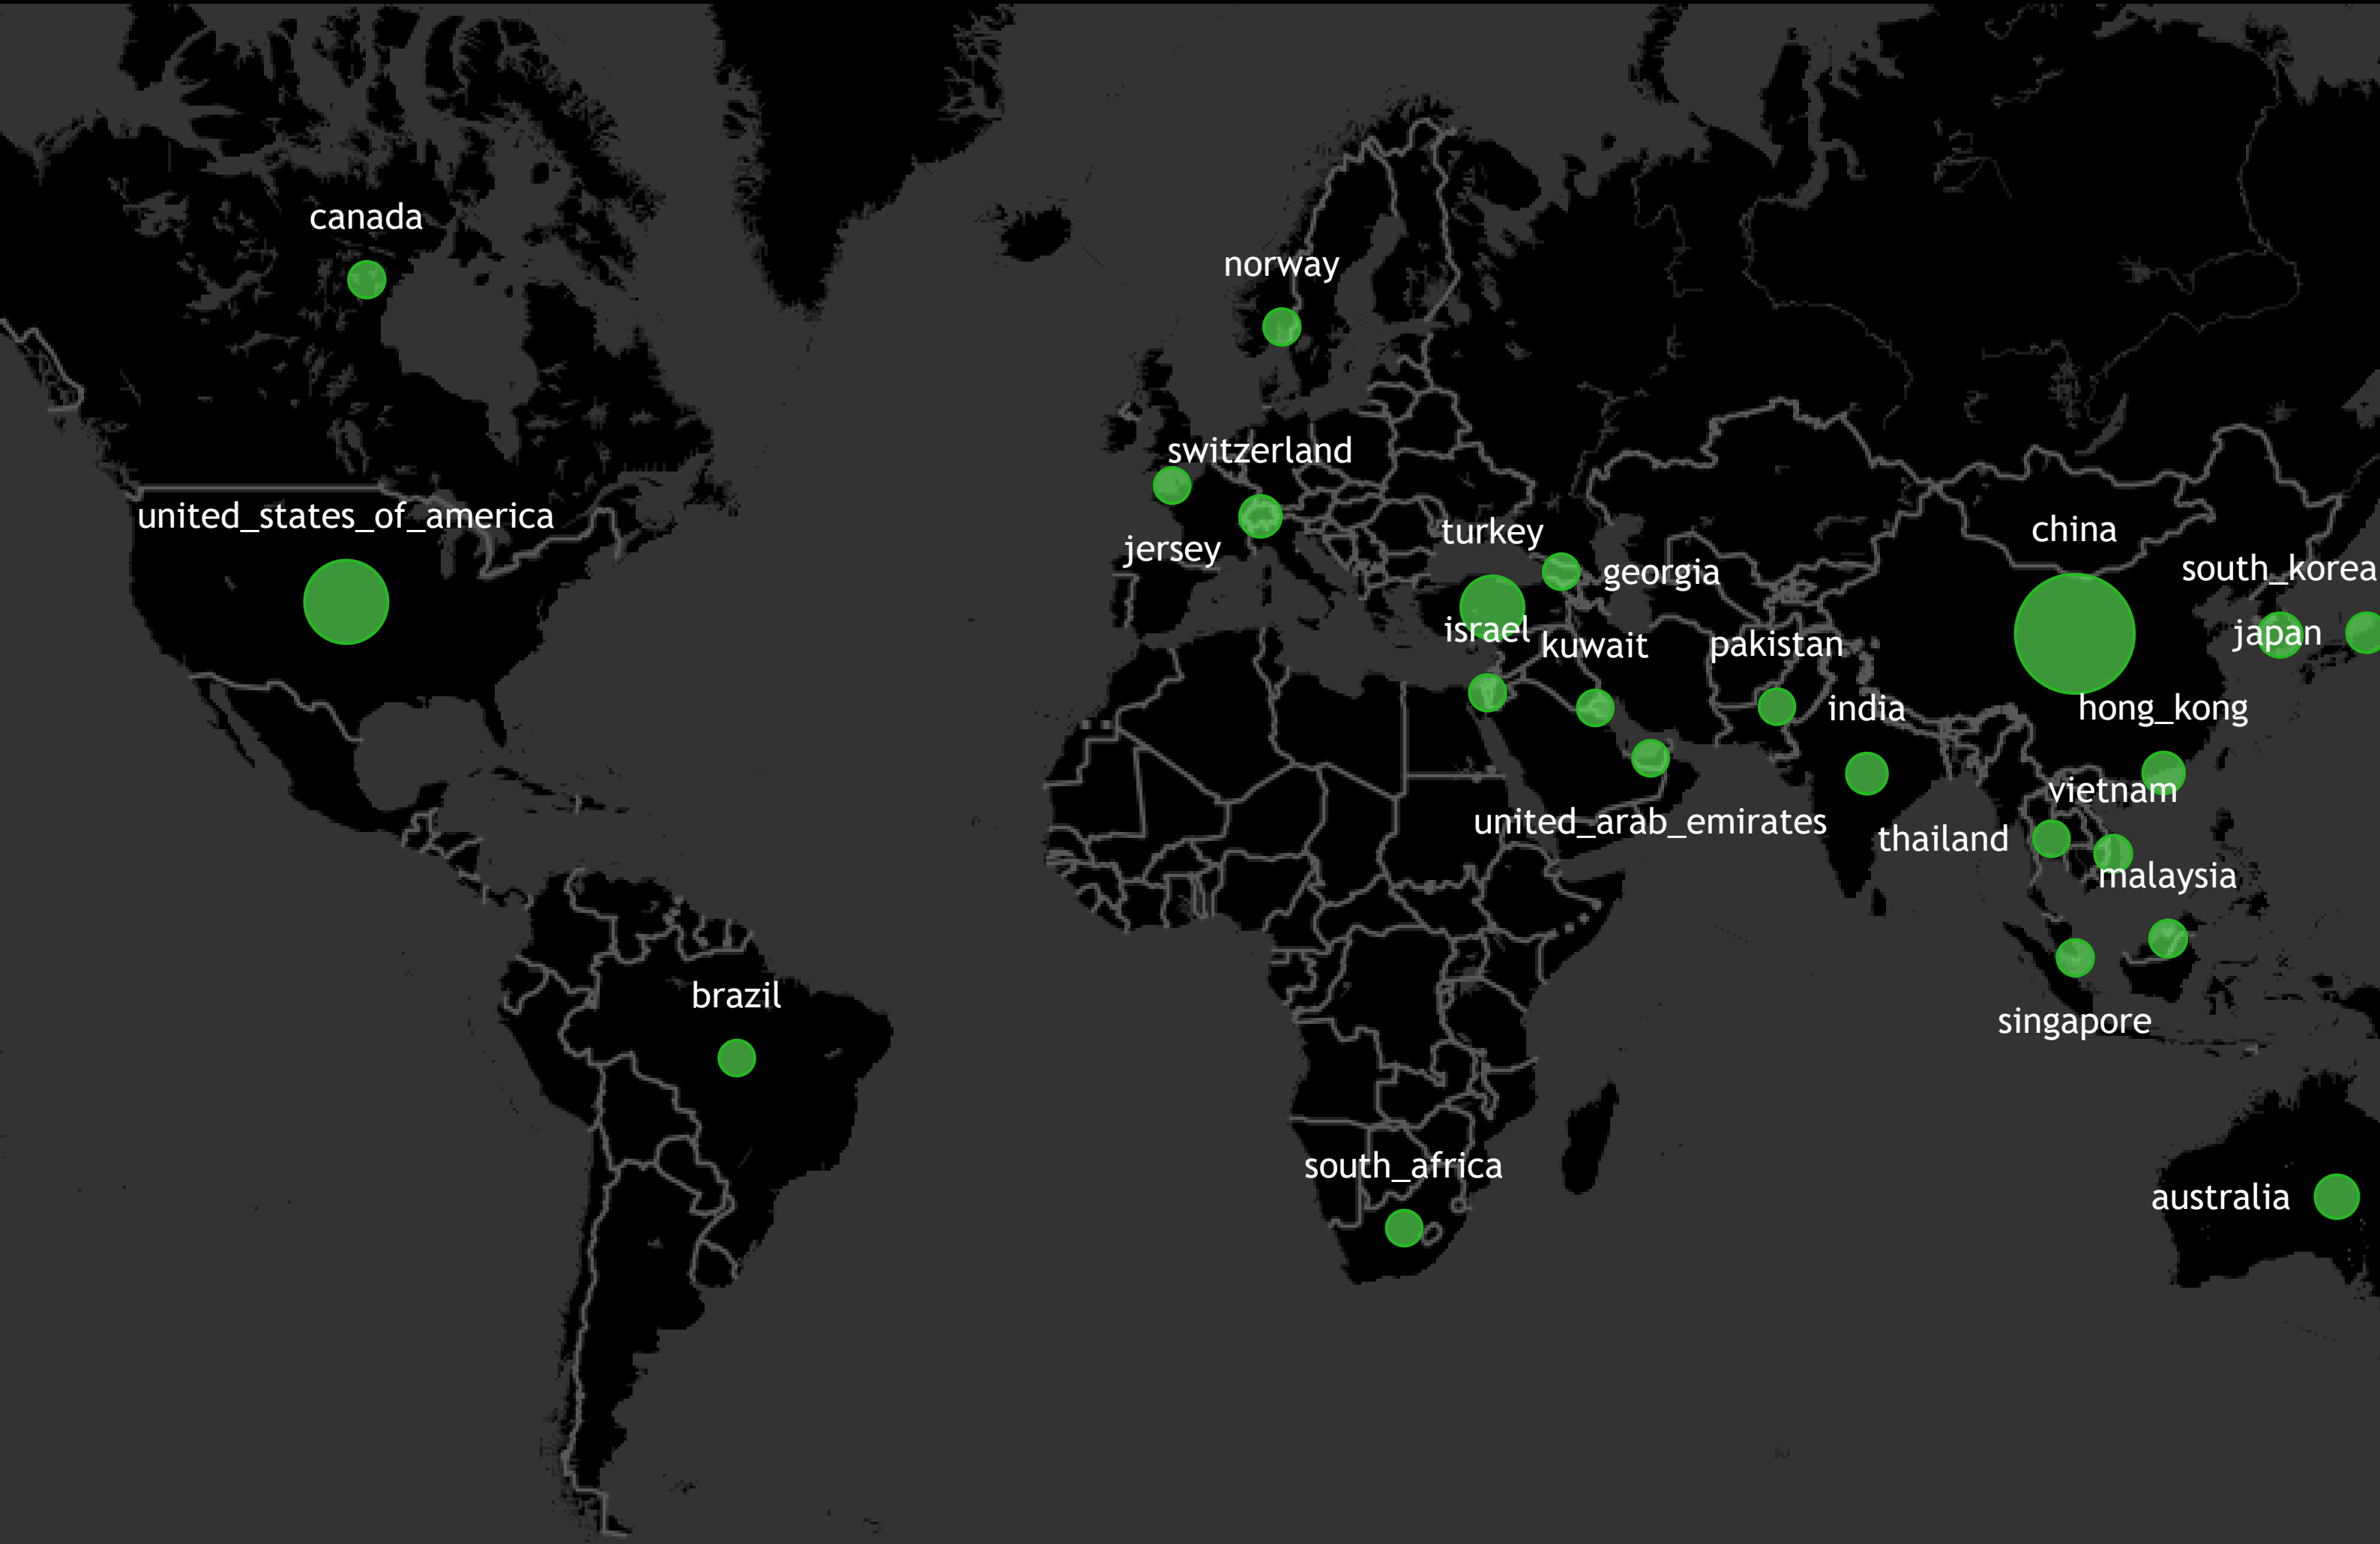 canada
norway
switzerland
united_states_of_america
china
turkey
jersey
south_korea
georgia
israel
kuwait
pakistan
japan
india
hong_kong
vietnam
united_arab_emirates
thailand
malaysia
brazil
singapore
south_africa
australia